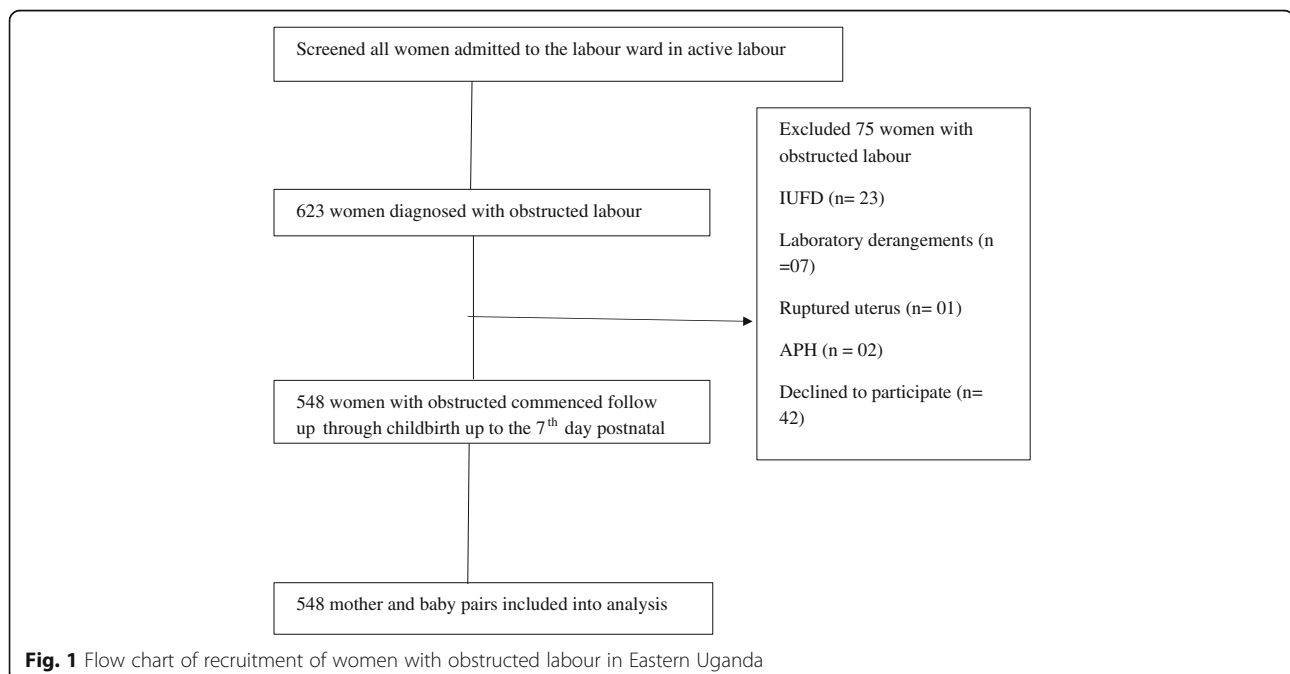 Screened all women admitted to the labour ward in active labour
623 women diagnosed with obstructed labour
Excluded 75 women with
obstructed labour
IUFD (n= 23)
Laboratory derangements (n
=07)
Ruptured uterus (n= 01)
APH (n = 02)
Declined to participate (n=
42)
548 women with obstructed commenced follow
up through childbirth up to the 7th day postnatal
548 mother and baby pairs included into analysis
Fig. 1 Flow chart of recruitment of women with obstructed labour in Eastern Uganda